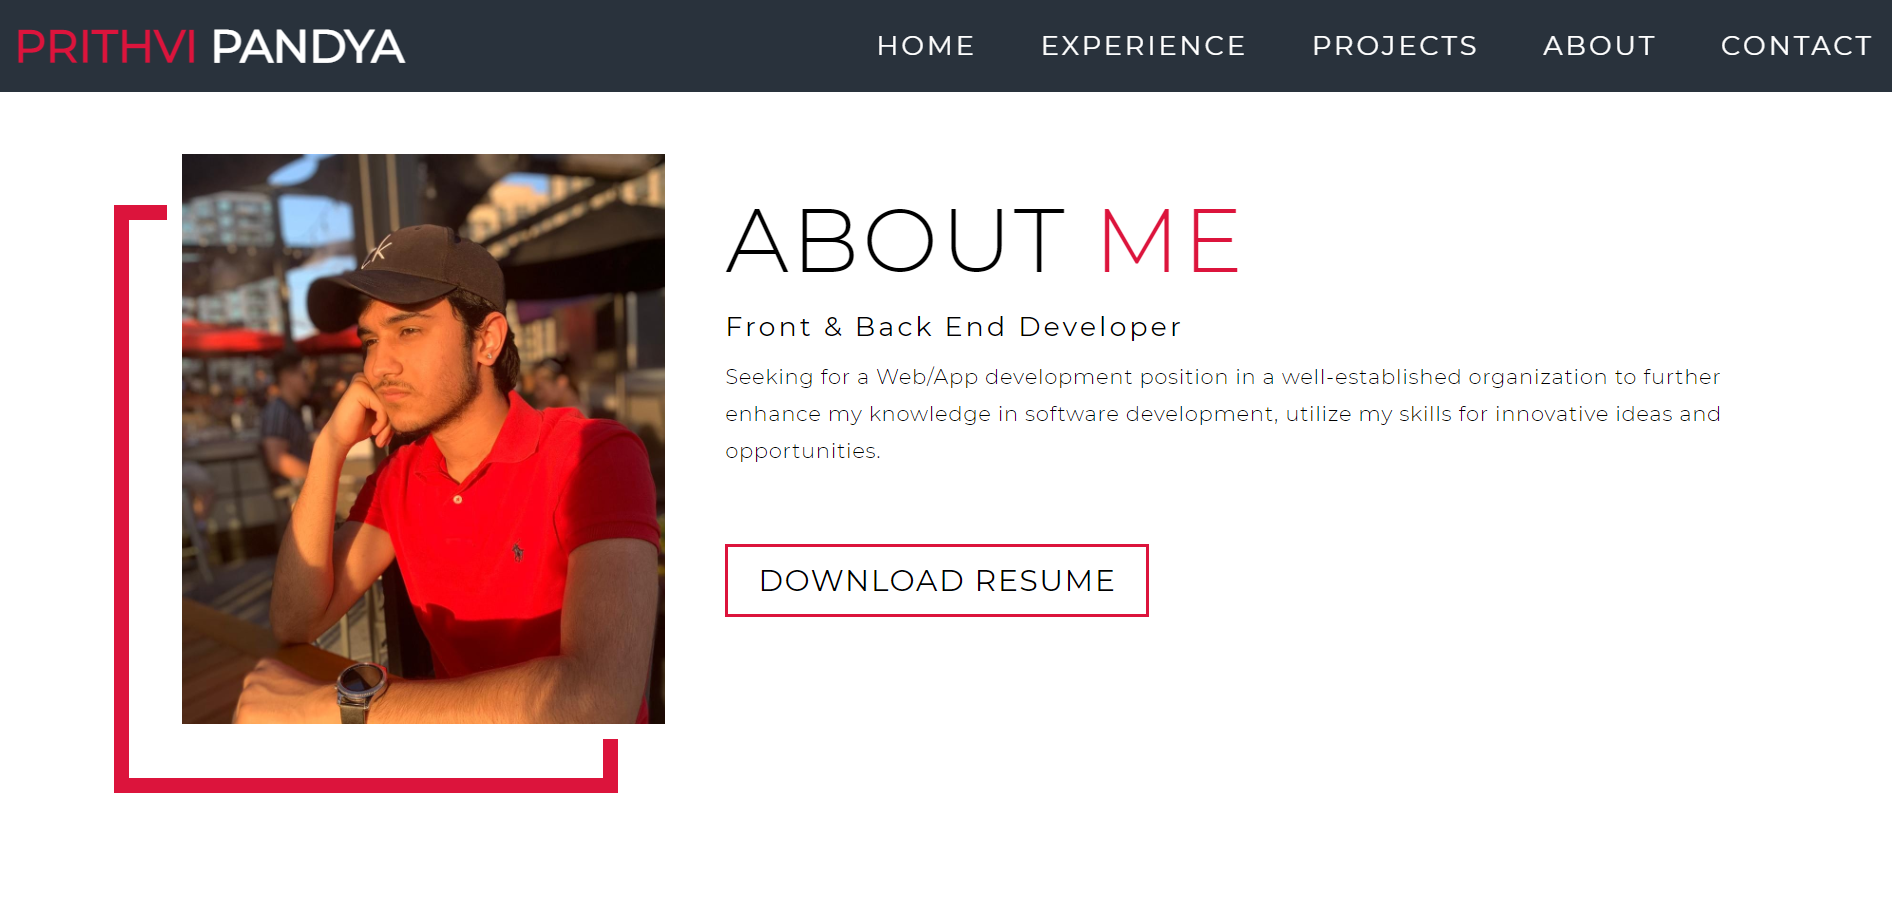 PRITHVI PANDYA
HOME EXPERIENCE PROJECTS ABOUT CONTACT
ABOUT ME
Front & Back End Developer
Seeking for a Web/App development position in a well-established organization to further
enhance my knowledge in software development, utilize my skills for innovative ideas and
opportunities.
DOWNLOAD RESUME